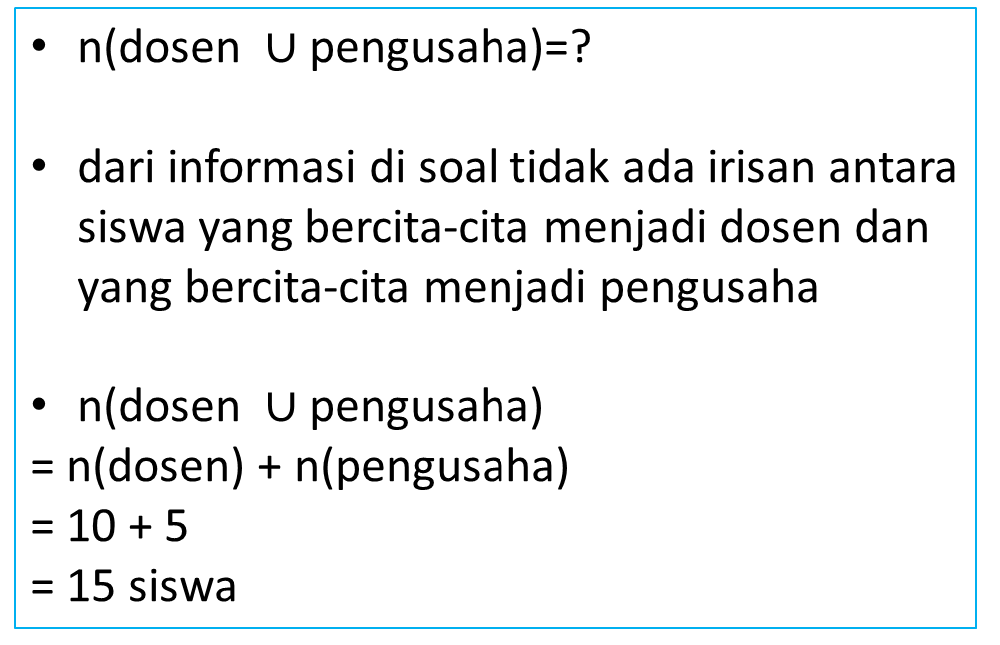 • n(dosen ∪ pengusaha)=?
• dari informasi di soal tidak ada irisan antara
siswa yang bercita-cita menjadi dosen dan
yang bercita-cita menjadi pengusaha
• n(dosen ∪ pengusaha)
= n(dosen) + n(pengusaha)
= 10 + 5
= 15 siswa